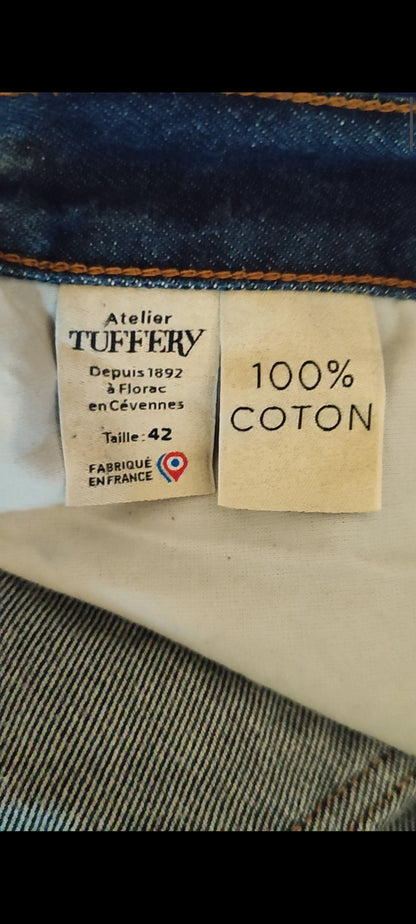 Atelier
TUFFERY
Depuis 1892
à Florac
en Cévennes
Taille: 42
FABRIQUÉ
EN FRANCE
100%
COTON